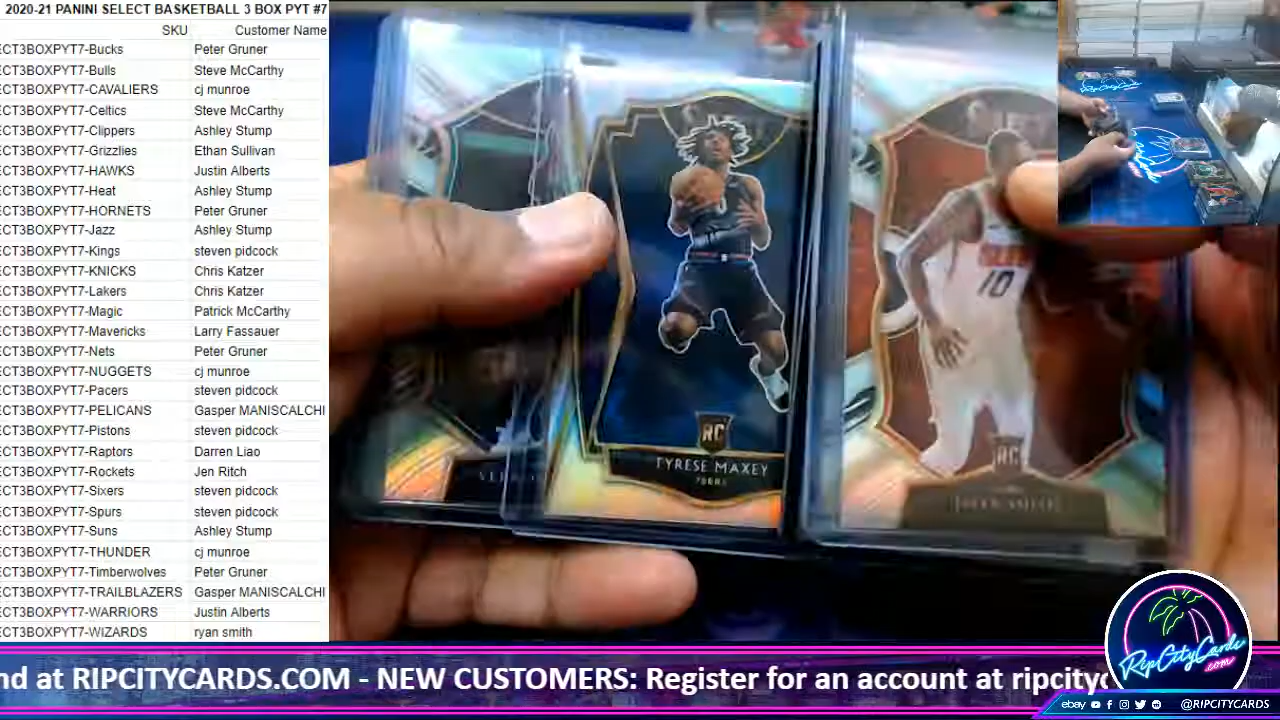 2020-21 PANINI SELECT BASKETBALL 3 BOX PYT #7
SKU Customer Name
ECT3BOXPYT7-Bucks Peter Gruner
ECT3BOXPYT7-Bulls Steve McCarthy
ECT3BOXPYT7-CAVALIERS cj munroe
ECT3BOXPYT7-Celtics Steve McCarthy
ECT3BOXPYT7-Clippers Ashley Stump
ECT3BOXPYT7-Grizzlies Ethan Sullivan
ECT3BOXPYT7-HAWKS Justin Alberts
ECT3BOXPYT7-Heat Ashley Stump
ECT3BOXPYT7-HORNETS Peter Gruner
ECT3BOXPYT7-Jazz Ashley Stump
ECT3BOXPYT7-Kings steven pidcock
ECT3BOXPYT7-KNICKS Chris Katzer
ECT3BOXPYT7-Lakers Chris Katzer
ECT3BOXPYT7-Magic Patrick McCarthy
ECT3BOXPYT7-Mavericks Larry Fassauer
ECT3BOXPYT7-Nets Peter Gruner
ECT3BOXPYT7-NUGGETS cj munroe
ECT3BOXPYT7-Pacers steven pidcock
ECT3BOXPYT7-PELICANS Gasper MANISCALCHI
ECT3BOXPYT7-Pistons steven pidcock
ECT3BOXPYT7-Raptors Darren Liao
ECT3BOXPYT7-Rockets Jen Ritch
ECT3BOXPYT7-Sixers steven pidcock
ECT3BOXPYT7-Spurs steven pidcock
ECT3BOXPYT7-Suns Ashley Stump
ECT3BOXPYT7-THUNDER cj munroe
ECT3BOXPYT7-Timberwolves Peter Gruner
ECT3BOXPYT7-TRAILBLAZERS Gasper MANISCALCHI
ECT3BOXPYT7-WARRIORS Justin Alberts
ECT3BOXPYT7-WIZARDS ryan smith
RC
TYRESE MAXEY
76ERS
10
RC
nd at RIPCITYCARDS.COM - NEW CUSTOMERS: Register for an account at ripcityc
RipCityCards
.com
ebay @RIPCITYCARDS